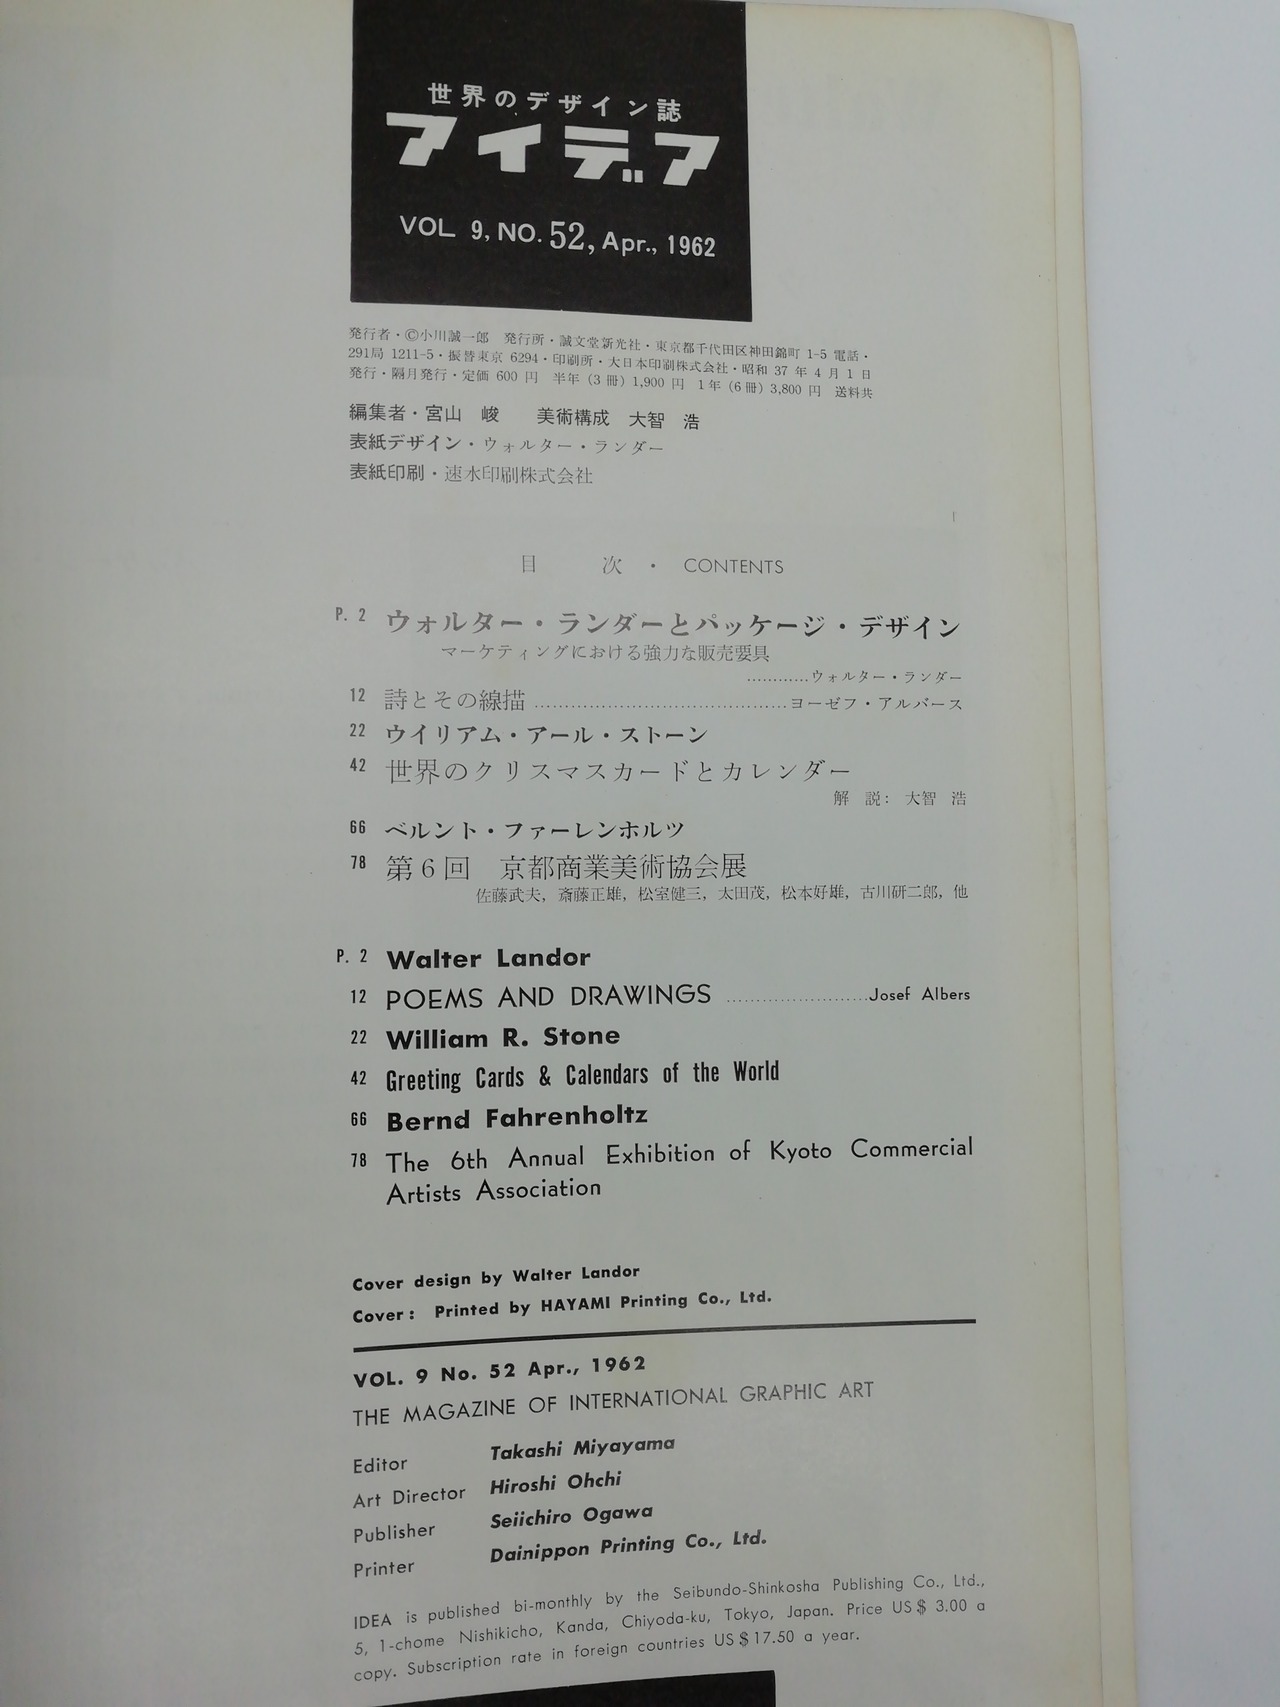 世界のデザイン誌
アイデア
VOL 9, NO. 52, Apr., 1962
発行者・©小川誠一郎　発行所・誠文堂新光社・東京都千代田区神田錦町 1-5 電話・
291局 1211-5・振替東京 6294・印刷所・大日本印刷株式会社・昭和 37 年 4 月 1 日
発行・隔月発行・定価 600 円　半年（3 冊）1,900 円　1 年（6 冊）3,800 円　送料共
編集者・宮山　峻　　美術構成　大智　浩
表紙デザイン・ウォルター・ランダー
表紙印刷・速水印刷株式会社
目　　次　・　CONTENTS
P. 2 ウォルター・ランダーとパッケージ・デザイン
マーケティングにおける強力な販売要具
…………ウォルター・ランダー
12 詩とその線描……………………………………ヨーゼフ・アルバース
22 ウイリアム・アール・ストーン
42 世界のクリスマスカードとカレンダー
解　説：　大智　浩
66 ベルント・ファーレンホルツ
78 第 6 回　京都商業美術協会展
佐藤武夫，斎藤正雄，松室健三，太田茂，松本好雄，古川研二郎，他
P. 2 Walter Landor
12 POEMS AND DRAWINGS ........................Josef Albers
22 William R. Stone
42 Greeting Cards & Calendars of the World
66 Bernd Fahrenholtz
78 The 6th Annual Exhibition of Kyoto Commercial
Artists Association
Cover design by Walter Landor
Cover: Printed by HAYAMI Printing Co., Ltd.
VOL. 9 No. 52 Apr., 1962
THE MAGAZINE OF INTERNATIONAL GRAPHIC ART
Editor Takashi Miyayama
Art Director Hiroshi Ohchi
Publisher Seiichiro Ogawa
Printer Dainippon Printing Co., Ltd.
IDEA is published bi-monthly by the Seibundo-Shinkosha Publishing Co., Ltd.,
5, 1-chome Nishikicho, Kanda, Chiyoda-ku, Tokyo, Japan. Price US$ 3.00 a
copy. Subscription rate in foreign countries US$17.50 a year.